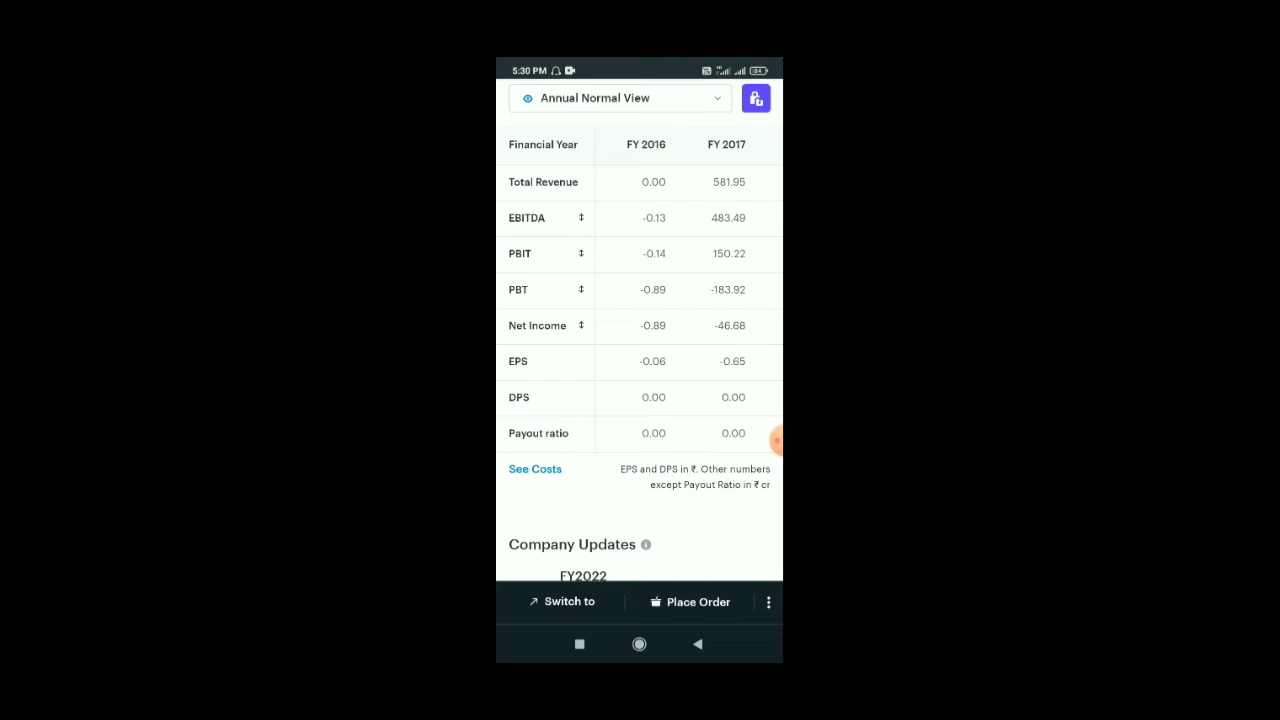 5:30 PM
Annual Normal View
Financial Year FY 2016 FY 2017
Total Revenue 0.00 581.95
EBITDA -0.13 483.49
PBIT -0.14 150.22
PBT -0.89 -183.92
Net Income -0.89 -46.68
EPS -0.06 -0.65
DPS 0.00 0.00
Payout ratio 0.00 0.00
See Costs EPS and DPS in ₹. Other numbers
except Payout Ratio in ₹ cr
Company Updates
FY2022
Switch to Place Order